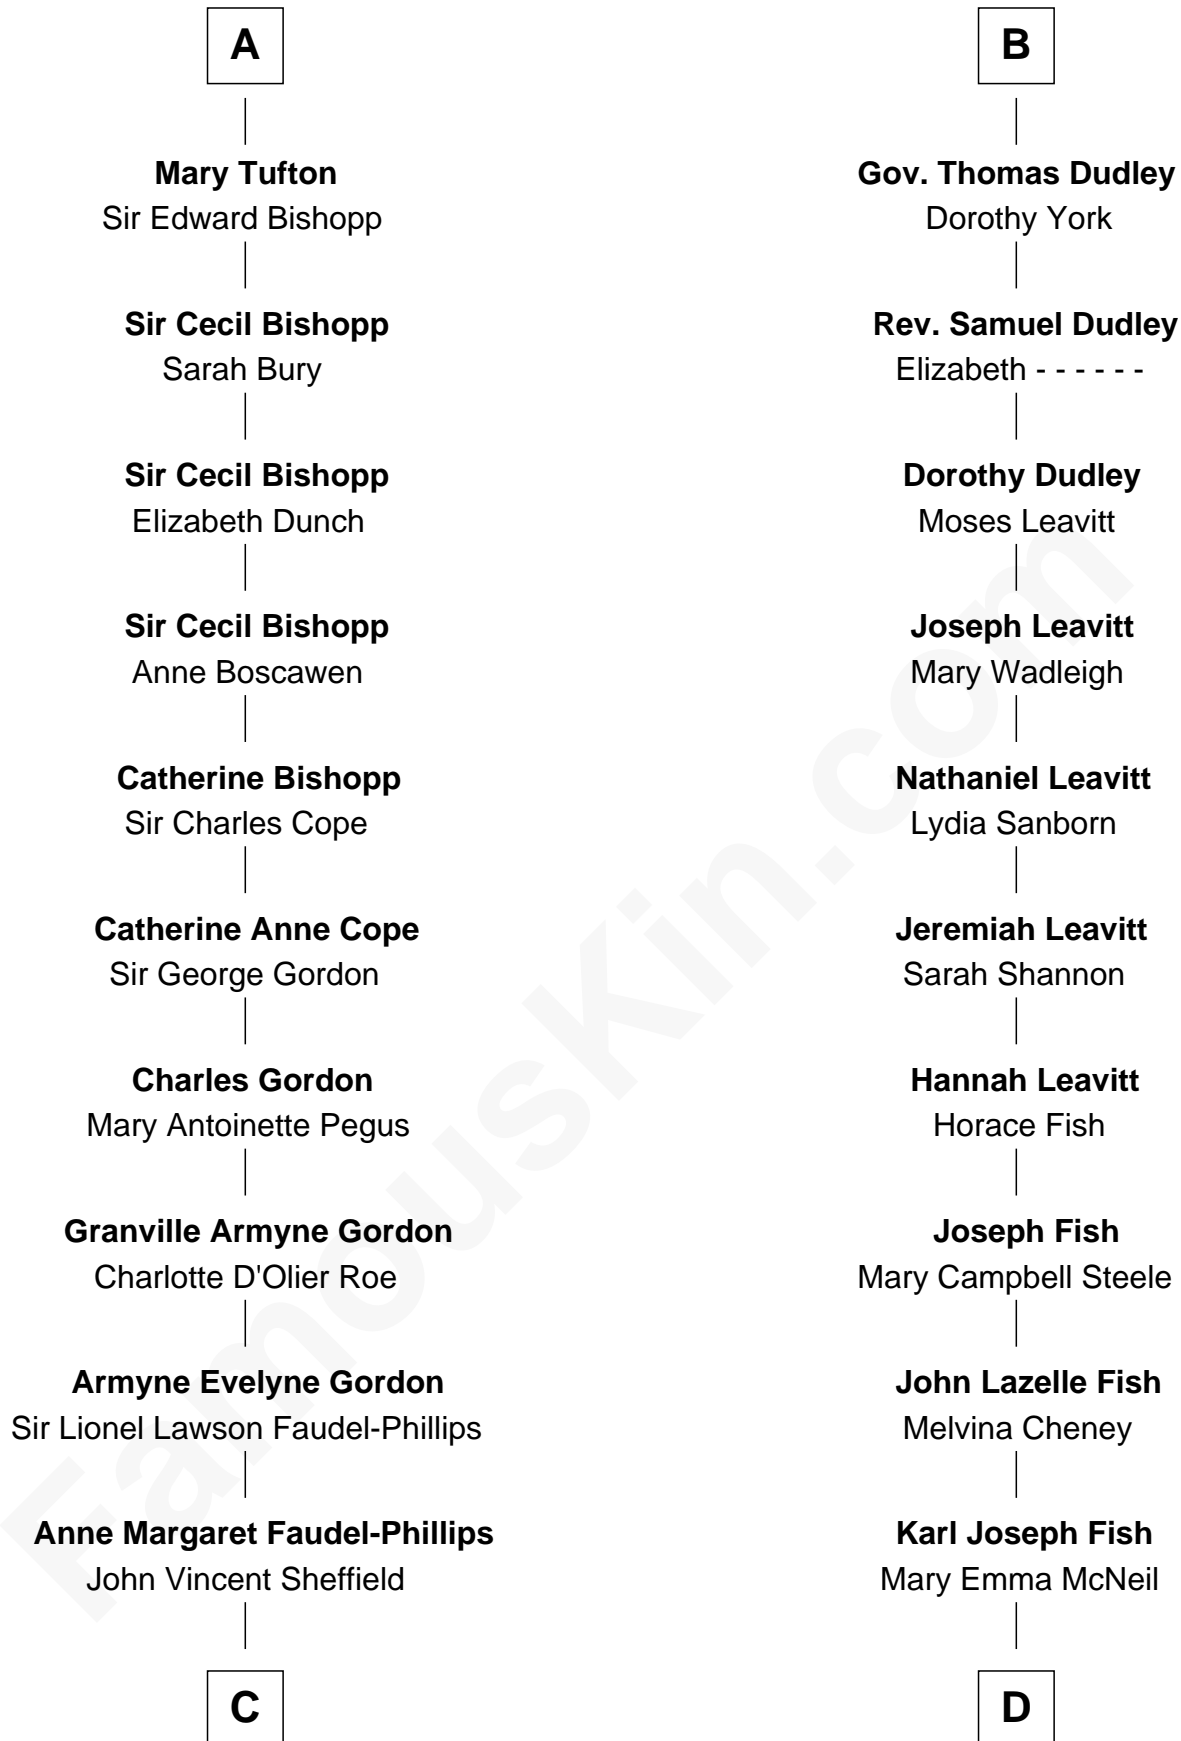 A
Mary Tufton
Sir Edward Bishopp
Sir Cecil Bishopp
Sarah Bury
Sir Cecil Bishopp
Elizabeth Dunch
Sir Cecil Bishopp
Anne Boscawen
Catherine Bishopp
Sir Charles Cope
Catherine Anne Cope
Sir George Gordon
Charles Gordon
Mary Antoinette Pegus
Granville Armyne Gordon
Charlotte D'Olier Roe
Armyne Evelyne Gordon
Sir Lionel Lawson Faudel-Phillips
Anne Margaret Faudel-Phillips
John Vincent Sheffield
C
B
Gov. Thomas Dudley
Dorothy York
Rev. Samuel Dudley
Elizabeth - - - - - -
Dorothy Dudley
Moses Leavitt
Joseph Leavitt
Mary Wadleigh
Nathaniel Leavitt
Lydia Sanborn
Jeremiah Leavitt
Sarah Shannon
Hannah Leavitt
Horace Fish
Joseph Fish
Mary Campbell Steele
John Lazelle Fish
Melvina Cheney
Karl Joseph Fish
Mary Emma McNeil
D
FamousKin.com